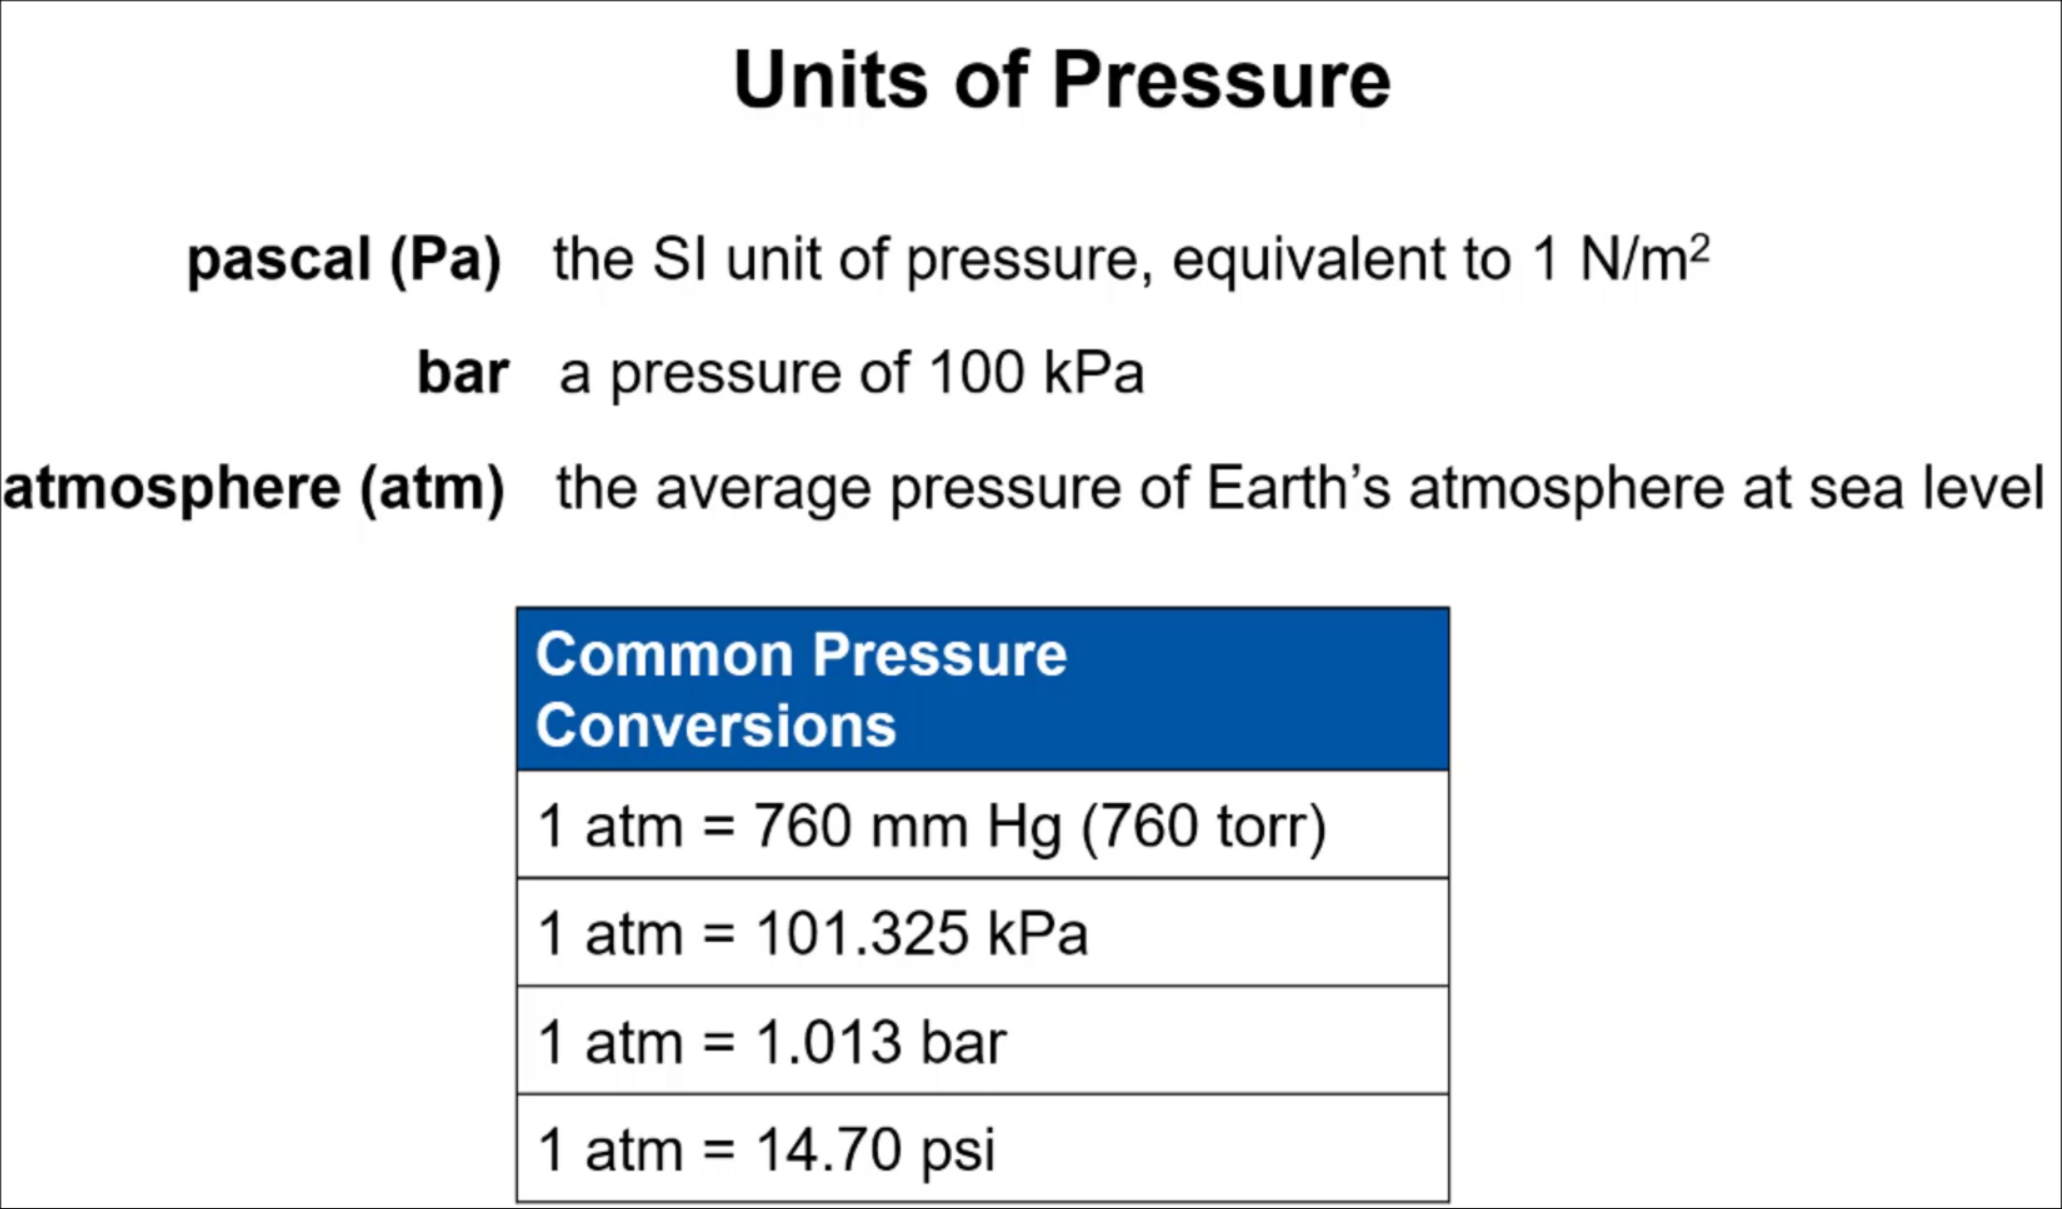 Units of Pressure
pascal (Pa) the SI unit of pressure, equivalent to 1 N/m²
bar a pressure of 100 kPa
atmosphere (atm) the average pressure of Earth’s atmosphere at sea level
Common Pressure
Conversions
1 atm = 760 mm Hg (760 torr)
1 atm = 101.325 kPa
1 atm = 1.013 bar
1 atm = 14.70 psi